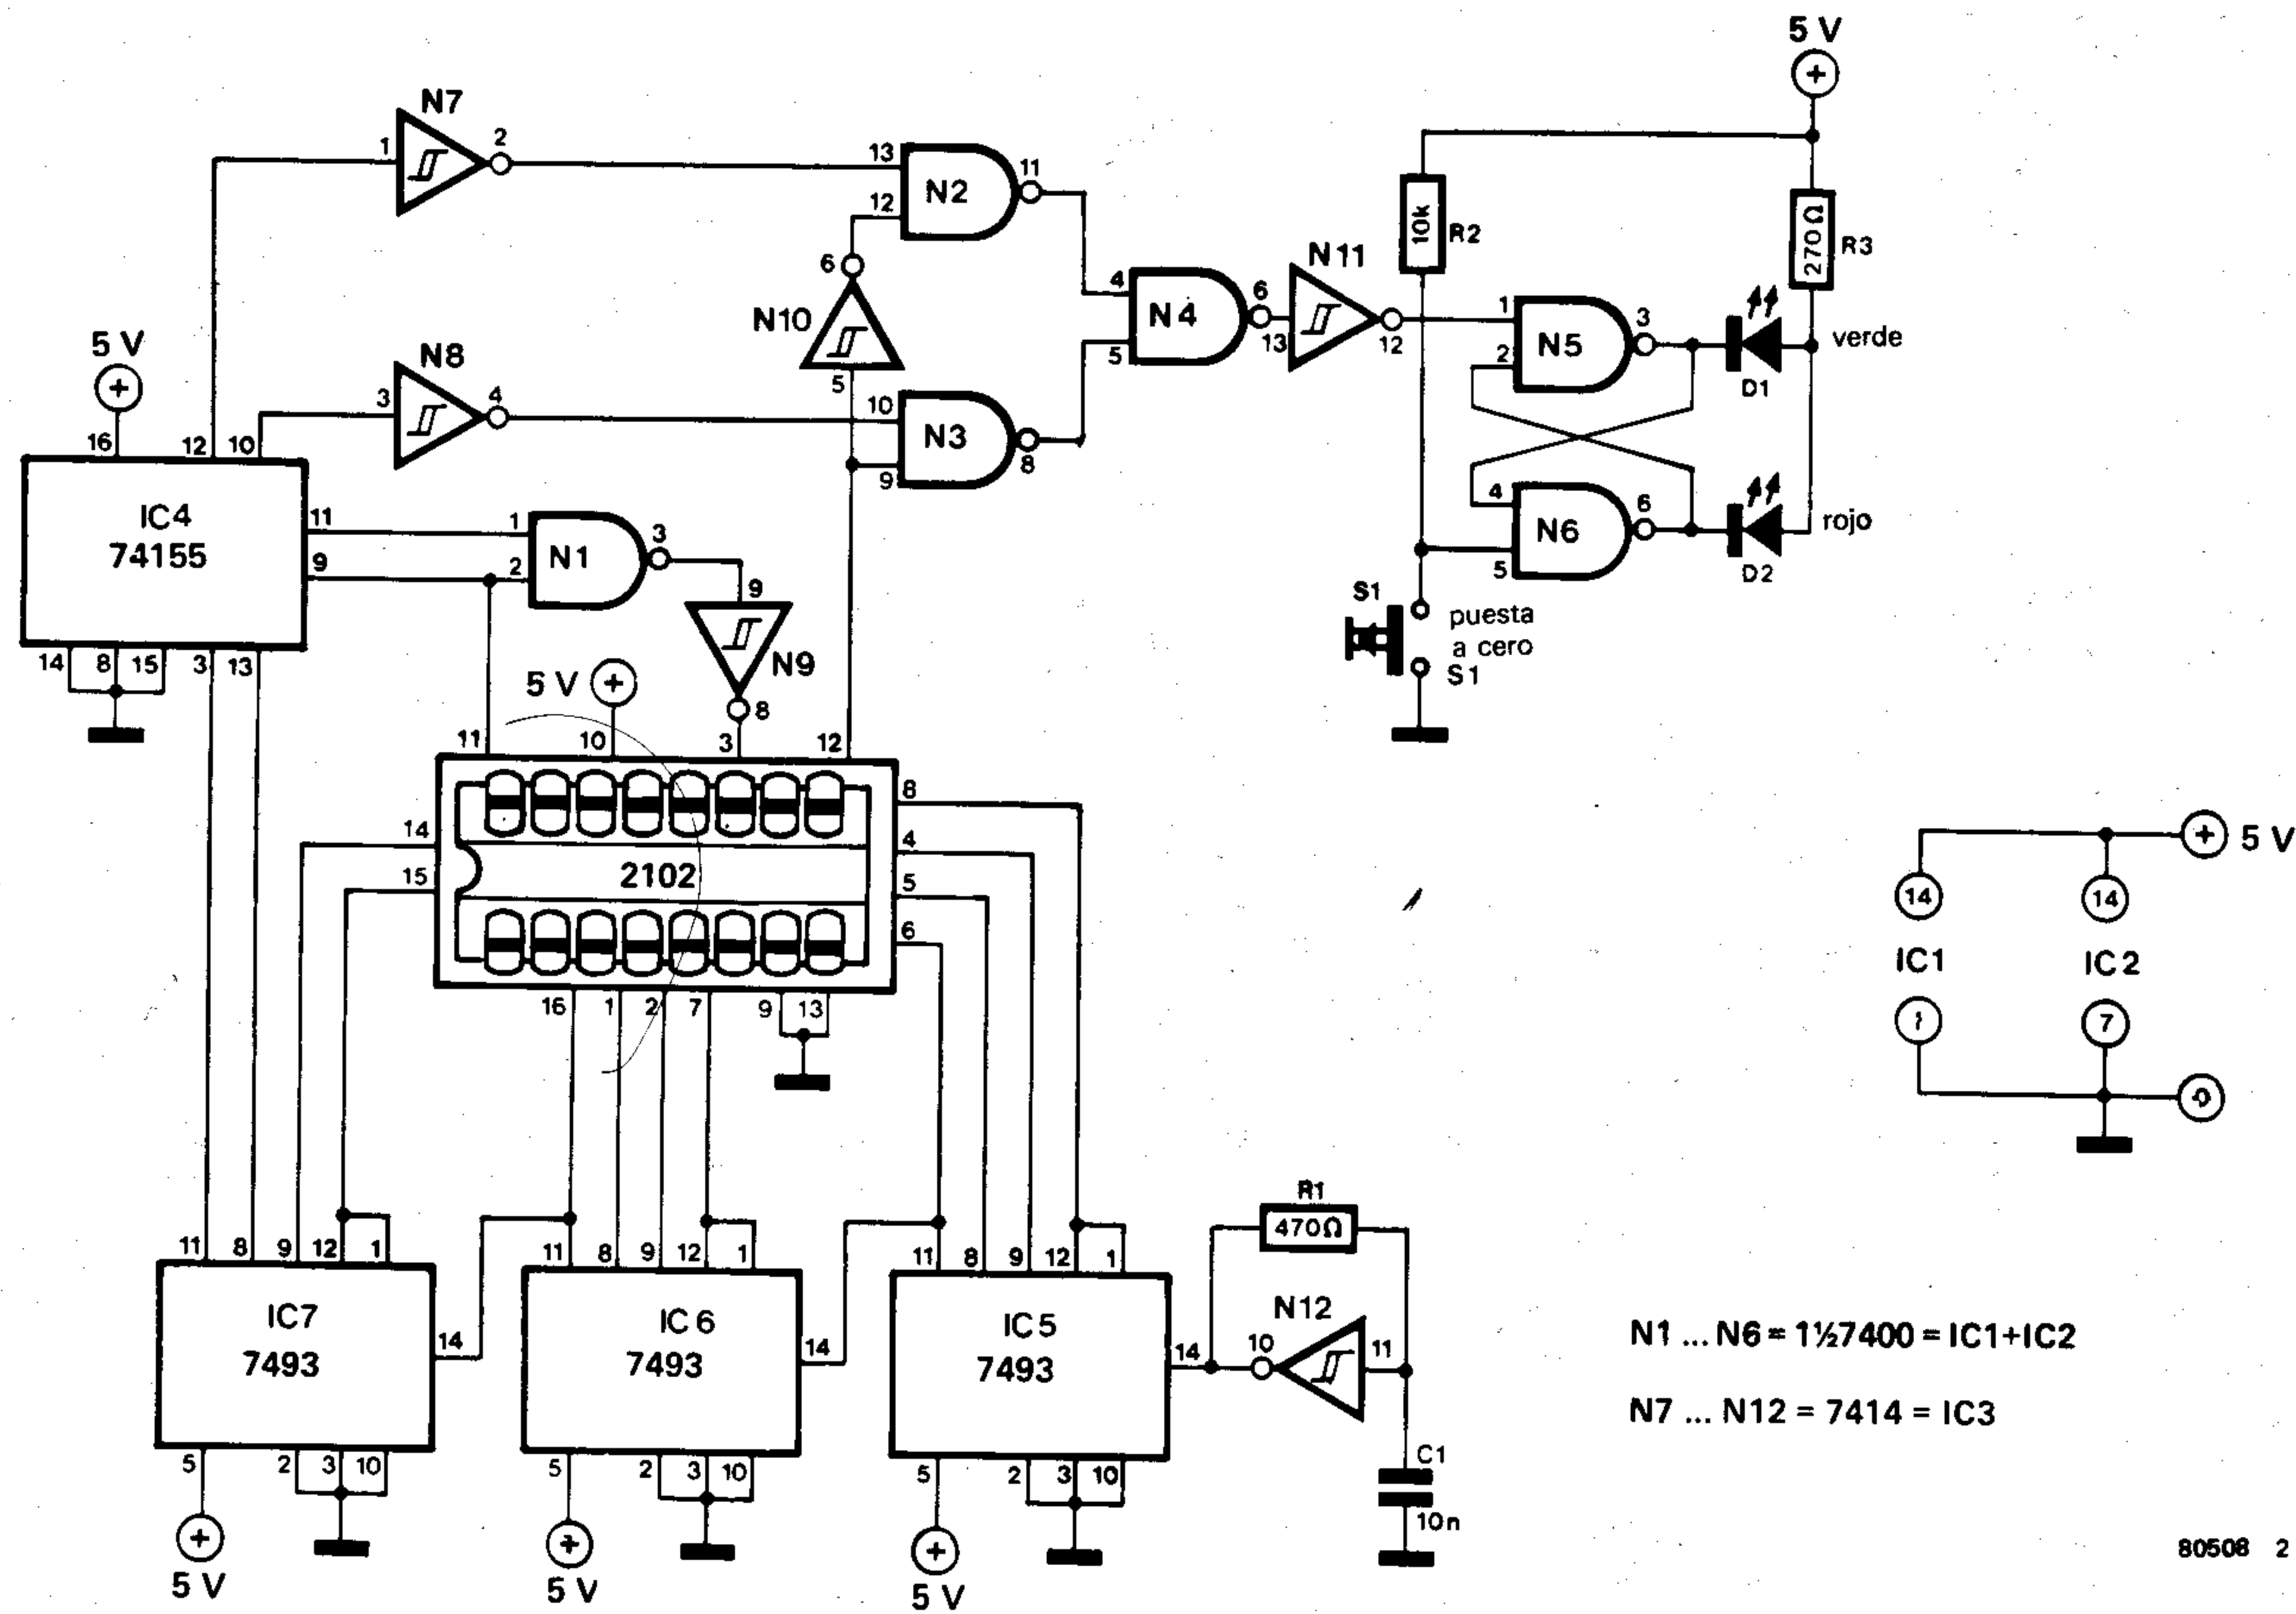 5 V
+
N7
1
2
13
12
N2
11
10k
R2
270Ω
R3
6
N10
5
4
5
N4
6
13
N11
12
1
2
N5
3
verde
D1
5 V
+
N8
3
4
10
9
N3
8
16
12
10
IC4
74155
11
9
1
2
N1
3
4
5
N6
6
rojo
D2
9
N9
8
S1
puesta
a cero
S1
14
8
15
3
13
5 V
+
11
10
3
12
14
15
2102
8
4
5
6
16
1
2
7
9
13
+
5 V
14
14
IC1
IC2
7
0
R1
470Ω
11
8
9
12
1
11
8
9
12
1
11
8
9
12
1
IC7
7493
14
IC6
7493
14
IC5
7493
14
10
N12
11
N1 ... N6 = 1½7400 = IC1+IC2
N7 ... N12 = 7414 = IC3
5
2
3
10
5
2
3
10
5
2
3
10
C1
10n
+
5 V
+
5 V
+
5 V
80508 2